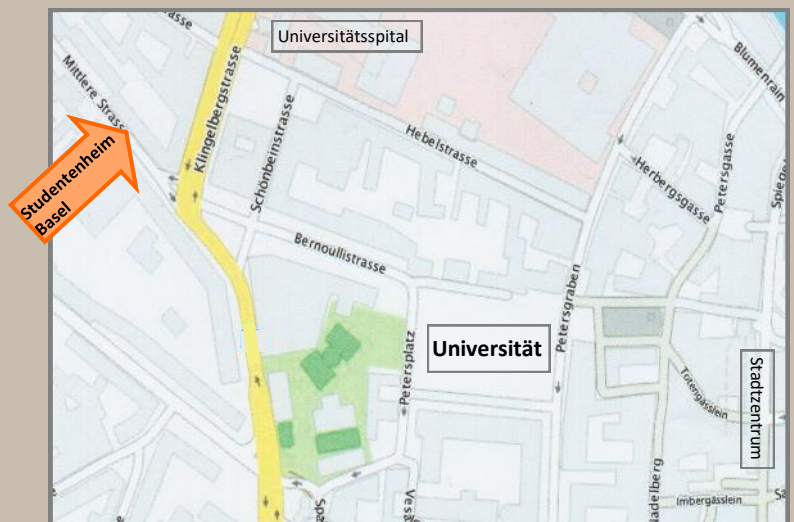 Universitätsspital
Blumenrain
Mittlere Strasse
Klingelbergstrasse
Schönbeinstrasse
Hebelstrasse
Petersgasse
Herbergsgasse
Studentenheim
Basel
Bernoullistrasse
Petersgraben
Universität
Petersplatz
Stadtzentrum
Totengässlein
Imbergässlein